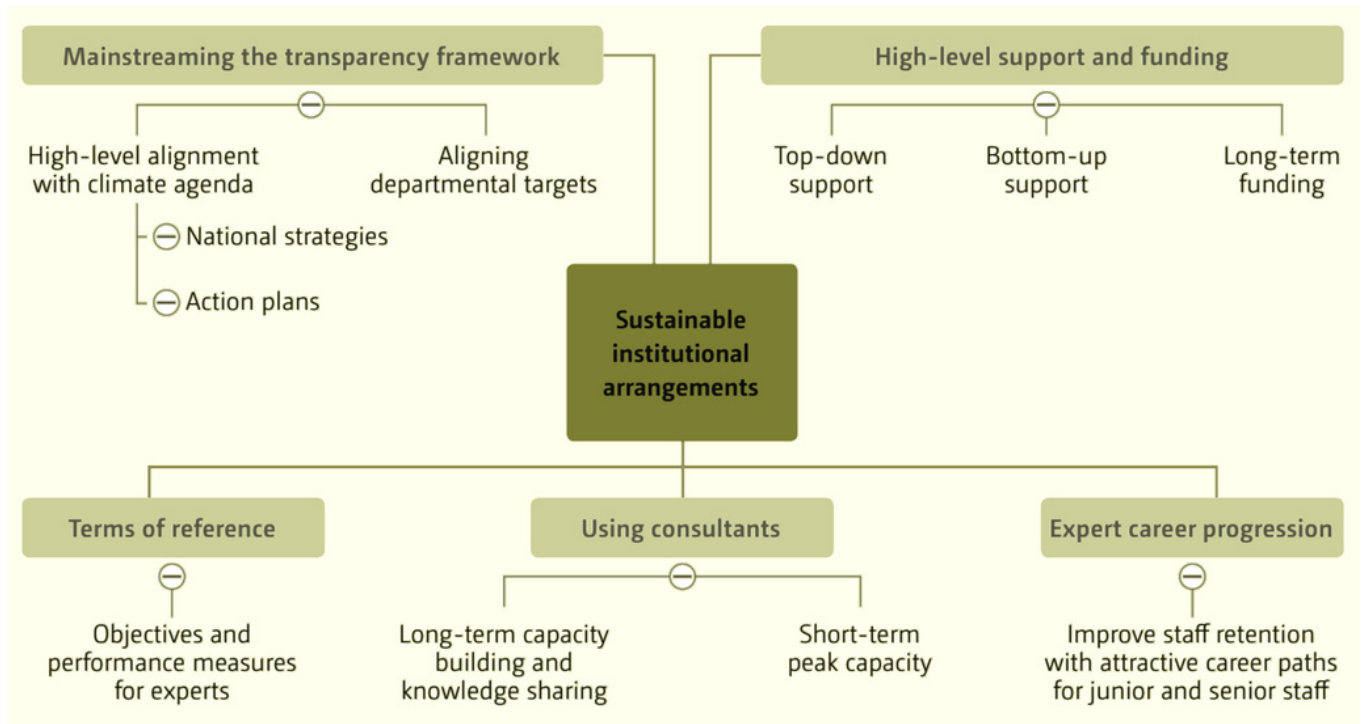 Mainstreaming the transparency framework
High-level support and funding
High-level alignment
with climate agenda
Aligning
departmental targets
National strategies
Action plans
Top-down
support
Bottom-up
support
Long-term
funding
Sustainable
institutional
arrangements
Terms of reference
Using consultants
Expert career progression
Objectives and
performance measures
for experts
Long-term capacity
building and
knowledge sharing
Short-term
peak capacity
Improve staff retention
with attractive career paths
for junior and senior staff